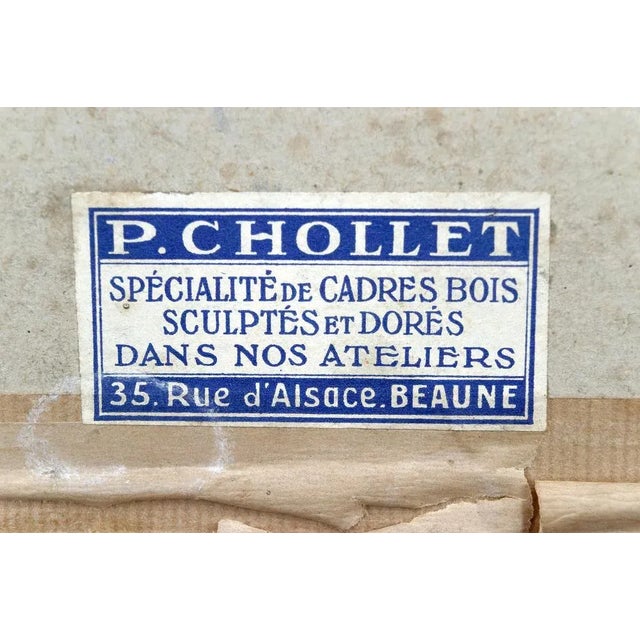 P. CHOLLET
SPÉCIALITÉ DE CADRES BOIS
SCULPTÉS ET DORÉS
DANS NOS ATELIERS
35. Rue d'Alsace. BEAUNE